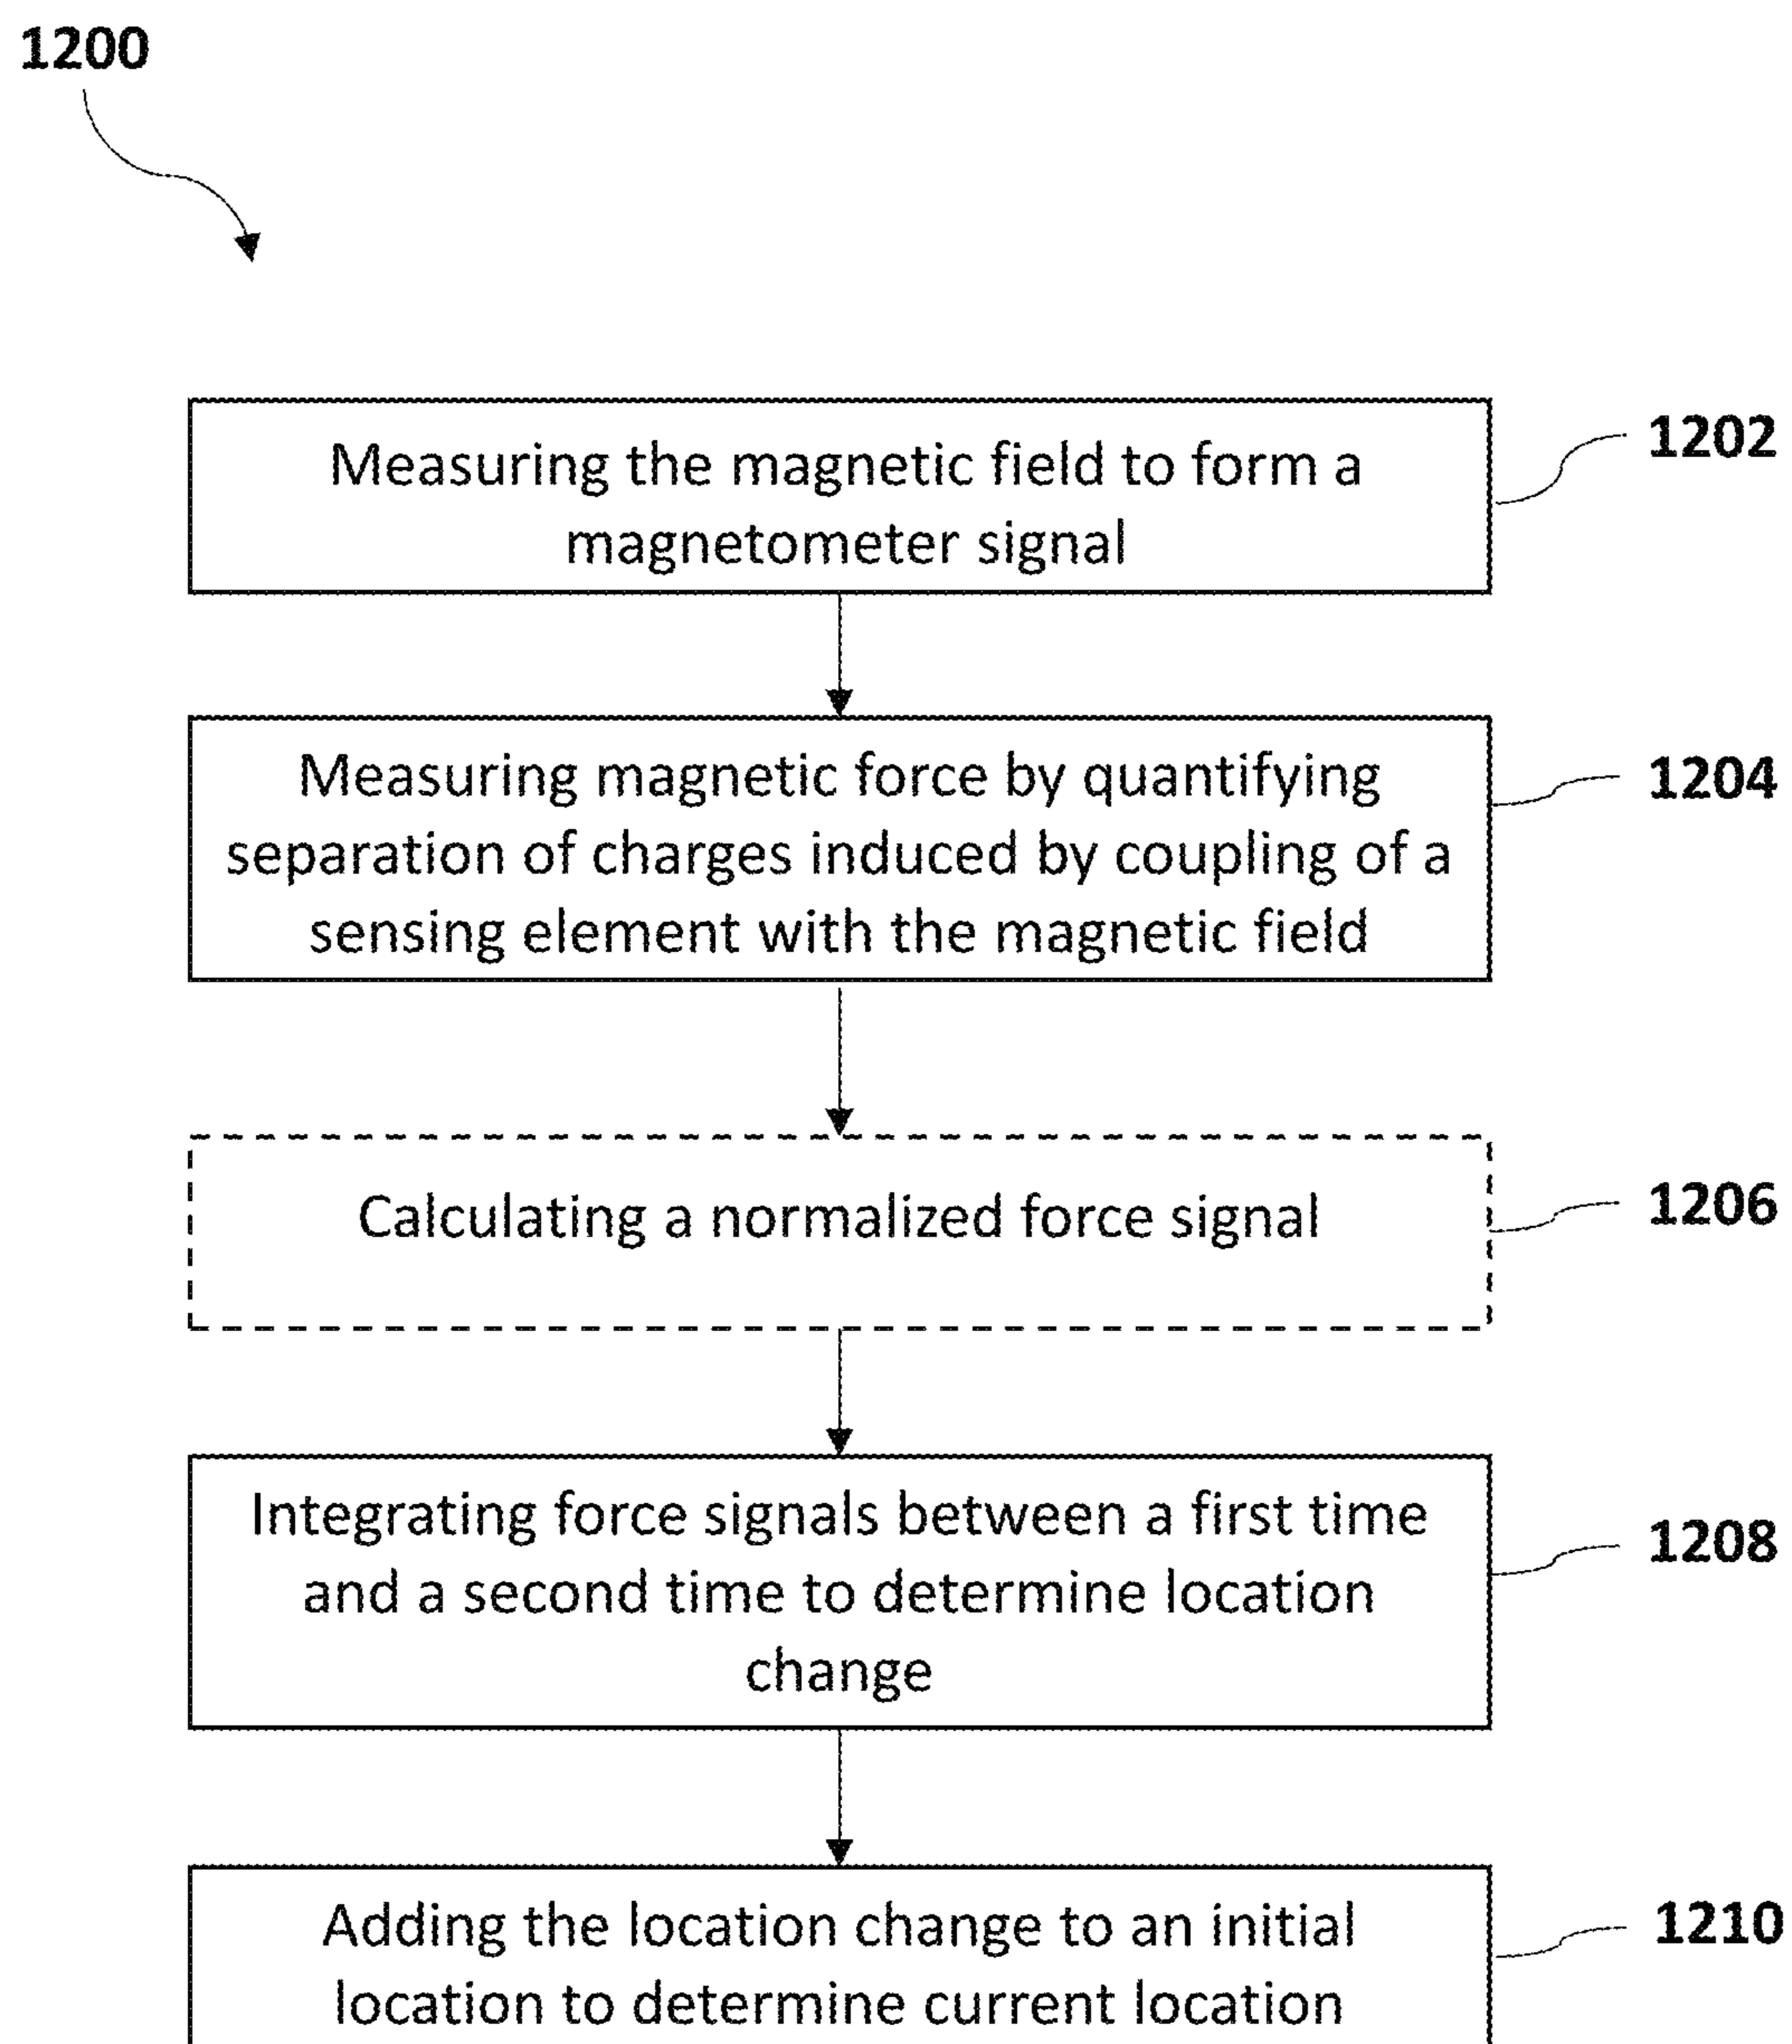 1200
Measuring the magnetic field to form a
magnetometer signal
1202
Measuring magnetic force by quantifying
separation of charges induced by coupling of a
sensing element with the magnetic field
1204
Calculating a normalized force signal
1206
Integrating force signals between a first time
and a second time to determine location
change
1208
Adding the location change to an initial
location to determine current location
1210